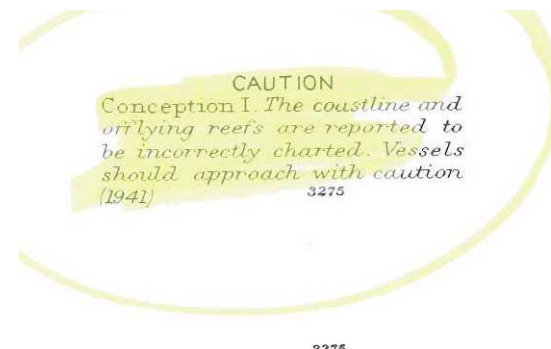 CAUTION
Conception I. The coastline and
offlying reefs are reported to
be incorrectly charted. Vessels
should approach with caution
(1941) 3275
3275